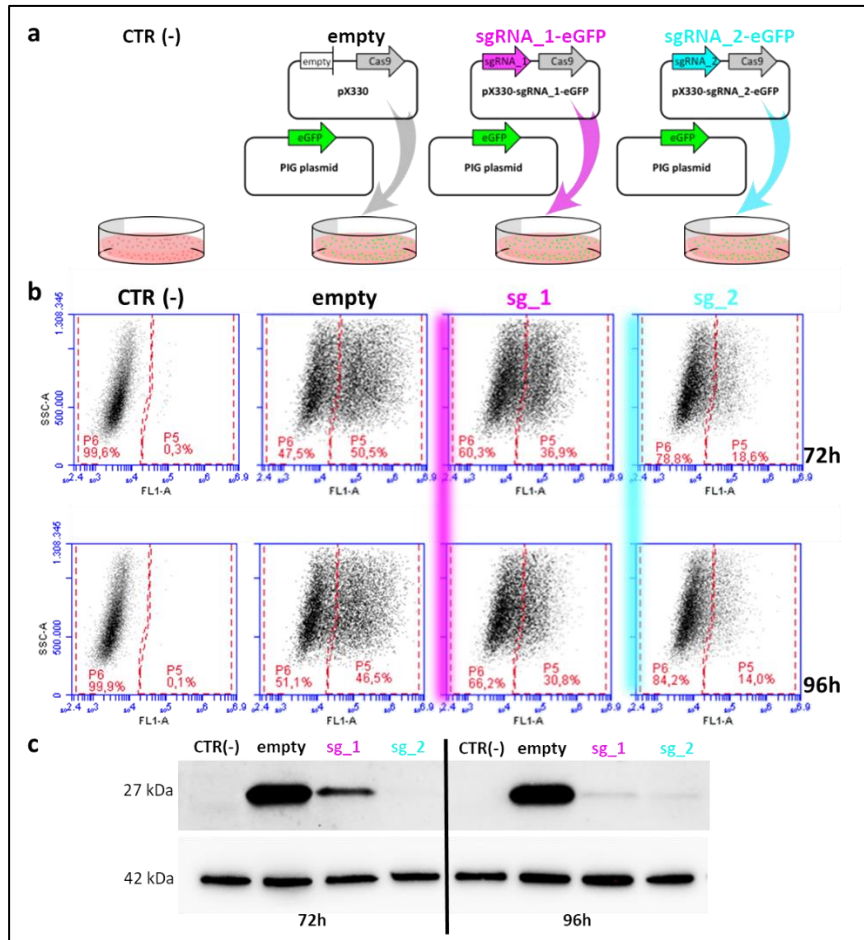 a
CTR (-)
empty
sgRNA_1-eGFP
sgRNA_2-eGFP
empty
Cas9
sgRNA_1
Cas9
sgRNA_2
Cas9
pX330
pX330-sgRNA_1-eGFP
pX330-sgRNA_2-eGFP
eGFP
eGFP
eGFP
PIG plasmid
PIG plasmid
PIG plasmid
b
CTR (-)
empty
sg_1
sg_2
1.308.346
SSC-A
500.000
0
P6
99,6%
P5
0,3%
P6
47,5%
P5
50,5%
P6
60,3%
P5
36,9%
P6
78,8%
P5
18,6%
72h
FL1-A
FL1-A
FL1-A
FL1-A
1.308.346
SSC-A
500.000
0
P6
99,9%
P5
0,1%
P6
51,1%
P5
46,5%
P6
66,2%
P5
30,8%
P6
84,2%
P5
14,0%
96h
FL1-A
FL1-A
FL1-A
FL1-A
c
CTR(-) empty sg_1 sg_2 CTR(-) empty sg_1 sg_2
27 kDa
42 kDa
72h
96h